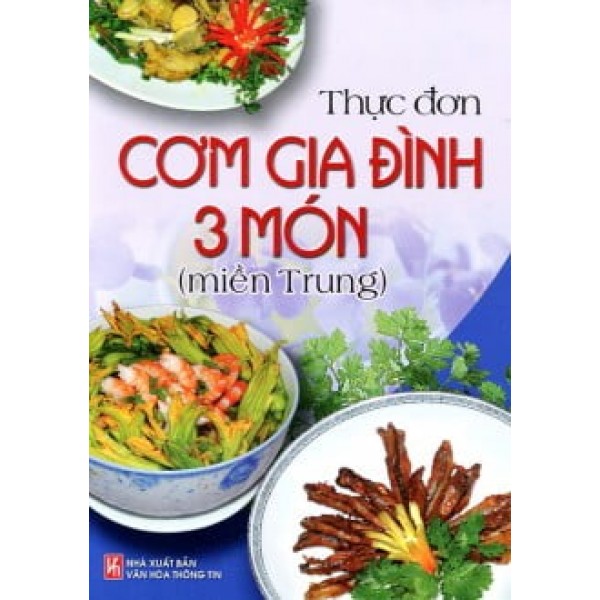 Thực đơn
CƠM GIA ĐÌNH
3 MÓN
(miền Trung)
NHÀ XUẤT BẢN
VĂN HÓA THÔNG TIN